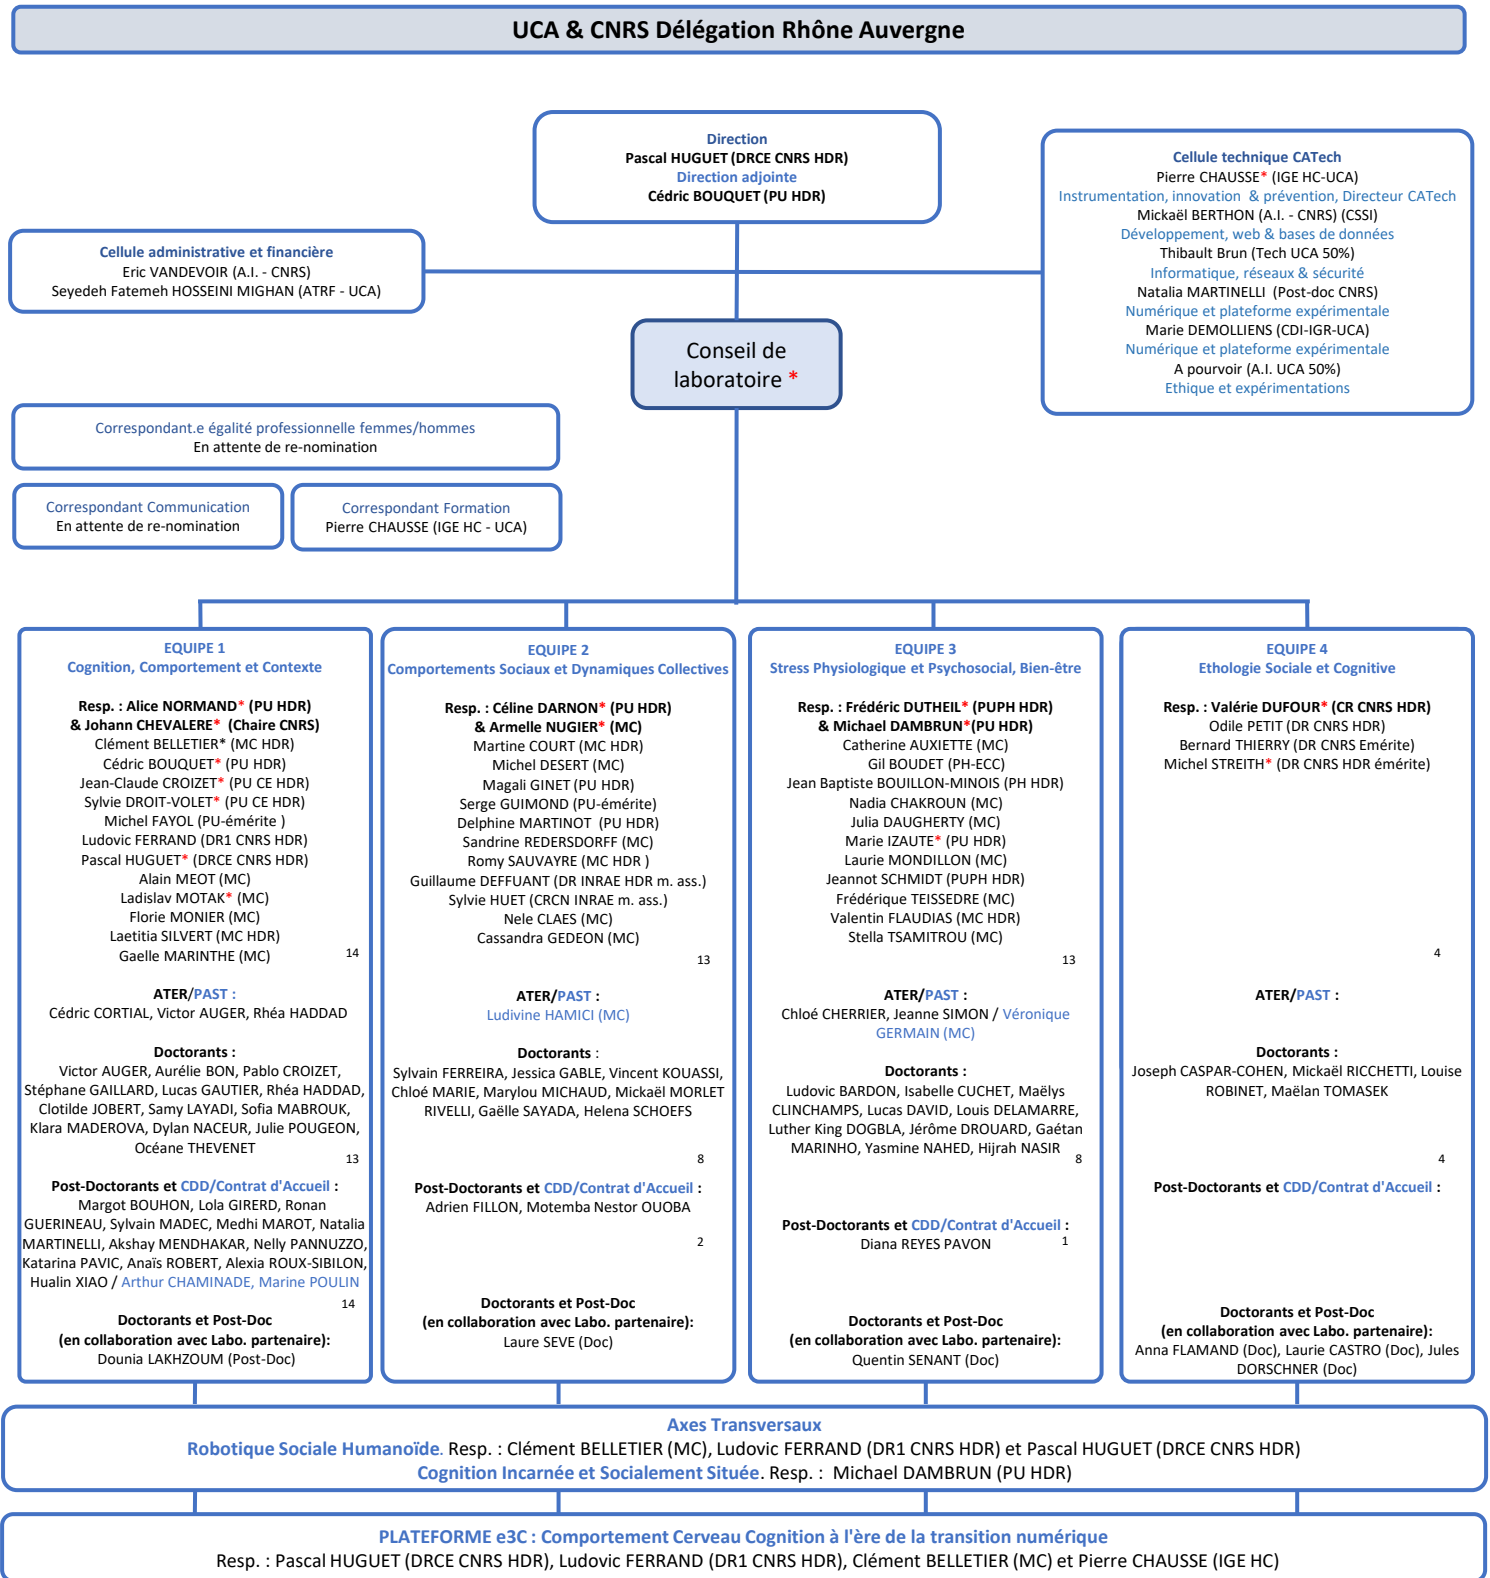 UCA & CNRS Délégation Rhône Auvergne
Direction
Pascal HUGUET (DRCE CNRS HDR)
Direction adjointe
Cédric BOUQUET (PU HDR)
Cellule technique CATech
Pierre CHAUSSE* (IGE HC-UCA)
Instrumentation, innovation & prévention, Directeur CATech
Mickaël BERTHON (A.I. - CNRS) (CSSI)
Développement, web & bases de données
Thibault Brun (Tech UCA 50%)
Informatique, réseaux & sécurité
Natalia MARTINELLI (Post-doc CNRS)
Numérique et plateforme expérimentale
Marie DEMOLLIENS (CDI-IGR-UCA)
Numérique et plateforme expérimentale
A pourvoir (A.I. UCA 50%)
Ethique et expérimentations
Cellule administrative et financière
Eric VANDEVOIR (A.I. - CNRS)
Seyedeh Fatemeh HOSSEINI MIGHAN (ATRF - UCA)
Conseil de
laboratoire *
Correspondant.e égalité professionnelle femmes/hommes
En attente de re-nomination
Correspondant Communication
En attente de re-nomination
Correspondant Formation
Pierre CHAUSSE (IGE HC - UCA)
EQUIPE 1
Cognition, Comportement et Contexte
Resp. : Alice NORMAND* (PU HDR)
& Johann CHEVALERE* (Chaire CNRS)
Clément BELLETIER* (MC HDR)
Cédric BOUQUET* (PU HDR)
Jean-Claude CROIZET* (PU CE HDR)
Sylvie DROIT-VOLET* (PU CE HDR)
Michel FAYOL (PU-émérite )
Ludovic FERRAND (DR1 CNRS HDR)
Pascal HUGUET* (DRCE CNRS HDR)
Alain MEOT (MC)
Ladislav MOTAK* (MC)
Florie MONIER (MC)
Laetitia SILVERT (MC HDR)
Gaelle MARINTHE (MC)
14
ATER/PAST :
Cédric CORTIAL, Victor AUGER, Rhéa HADDAD
Doctorants :
Victor AUGER, Aurélie BON, Pablo CROIZET,
Stéphane GAILLARD, Lucas GAUTIER, Rhéa HADDAD,
Clotilde JOBERT, Samy LAYADI, Sofia MABROUK,
Klara MADEROVA, Dylan NACEUR, Julie POUGEON,
Océane THEVENET
13
Post-Doctorants et CDD/Contrat d'Accueil :
Margot BOUHON, Lola GIRERD, Ronan
GUERINEAU, Sylvain MADEC, Medhi MAROT, Natalia
MARTINELLI, Akshay MENDHAKAR, Nelly PANNUZZO,
Katarina PAVIC, Anaïs ROBERT, Alexia ROUX-SIBILON,
Hualin XIAO / Arthur CHAMINADE, Marine POULIN
14
Doctorants et Post-Doc
(en collaboration avec Labo. partenaire):
Dounia LAKHZOUM (Post-Doc)
EQUIPE 2
Comportements Sociaux et Dynamiques Collectives
Resp. : Céline DARNON* (PU HDR)
& Armelle NUGIER* (MC)
Martine COURT (MC HDR)
Michel DESERT (MC)
Magali GINET (PU HDR)
Serge GUIMOND (PU-émérite)
Delphine MARTINOT (PU HDR)
Sandrine REDERSDORFF (MC)
Romy SAUVAYRE (MC HDR )
Guillaume DEFFUANT (DR INRAE HDR m. ass.)
Sylvie HUET (CRCN INRAE m. ass.)
Nele CLAES (MC)
Cassandra GEDEON (MC)
13
ATER/PAST :
Ludivine HAMICI (MC)
Doctorants :
Sylvain FERREIRA, Jessica GABLE, Vincent KOUASSI,
Chloé MARIE, Marylou MICHAUD, Mickaël MORLET
RIVELLI, Gaëlle SAYADA, Helena SCHOEFS
8
Post-Doctorants et CDD/Contrat d'Accueil :
Adrien FILLON, Motemba Nestor OUOBA
2
Doctorants et Post-Doc
(en collaboration avec Labo. partenaire):
Laure SEVE (Doc)
EQUIPE 3
Stress Physiologique et Psychosocial, Bien-être
Resp. : Frédéric DUTHEIL* (PUPH HDR)
& Michael DAMBRUN*(PU HDR)
Catherine AUXIETTE (MC)
Gil BOUDET (PH-ECC)
Jean Baptiste BOUILLON-MINOIS (PH HDR)
Nadia CHAKROUN (MC)
Julia DAUGHERTY (MC)
Marie IZAUTE* (PU HDR)
Laurie MONDILLON (MC)
Jeannot SCHMIDT (PUPH HDR)
Frédérique TEISSEDRE (MC)
Valentin FLAUDIAS (MC HDR)
Stella TSAMITROU (MC)
13
ATER/PAST :
Chloé CHERRIER, Jeanne SIMON / Véronique
GERMAIN (MC)
Doctorants :
Ludovic BARDON, Isabelle CUCHET, Maëlys
CLINCHAMPS, Lucas DAVID, Louis DELAMARRE,
Luther King DOGBLA, Jérôme DROUARD, Gaétan
MARINHO, Yasmine NAHED, Hijrah NASIR
8
Post-Doctorants et CDD/Contrat d'Accueil :
Diana REYES PAVON
1
Doctorants et Post-Doc
(en collaboration avec Labo. partenaire):
Quentin SENANT (Doc)
EQUIPE 4
Ethologie Sociale et Cognitive
Resp. : Valérie DUFOUR* (CR CNRS HDR)
Odile PETIT (DR CNRS HDR)
Bernard THIERRY (DR CNRS Emérite)
Michel STREITH* (DR CNRS HDR émérite)
4
ATER/PAST :
Doctorants :
Joseph CASPAR-COHEN, Mickaël RICCHETTI, Louise
ROBINET, Maëlan TOMASEK
4
Post-Doctorants et CDD/Contrat d'Accueil :
Doctorants et Post-Doc
(en collaboration avec Labo. partenaire):
Anna FLAMAND (Doc), Laurie CASTRO (Doc), Jules
DORSCHNER (Doc)
Axes Transversaux
Robotique Sociale Humanoïde. Resp. : Clément BELLETIER (MC), Ludovic FERRAND (DR1 CNRS HDR) et Pascal HUGUET (DRCE CNRS HDR)
Cognition Incarnée et Socialement Située. Resp. : Michael DAMBRUN (PU HDR)
PLATEFORME e3C : Comportement Cerveau Cognition à l'ère de la transition numérique
Resp. : Pascal HUGUET (DRCE CNRS HDR), Ludovic FERRAND (DR1 CNRS HDR), Clément BELLETIER (MC) et Pierre CHAUSSE (IGE HC)